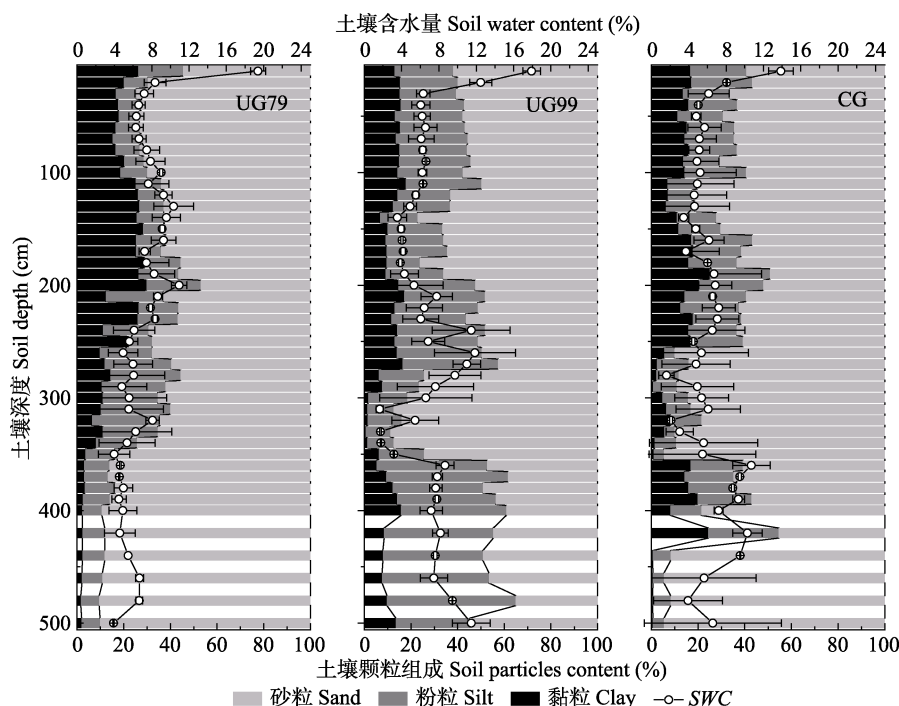 土壤含水量 Soil water content (%)
0 4 8 12 16 20 24 0 4 8 12 16 20 24 0 4 8 12 16 20 24
UG79 UG99 CG
土壤深度 Soil depth (cm)
100
200
300
400
500
0 20 40 60 80 100 0 20 40 60 80 100 0 20 40 60 80 100
土壤颗粒组成 Soil particles content (%)
砂粒 Sand 粉粒 Silt 黏粒 Clay SWC